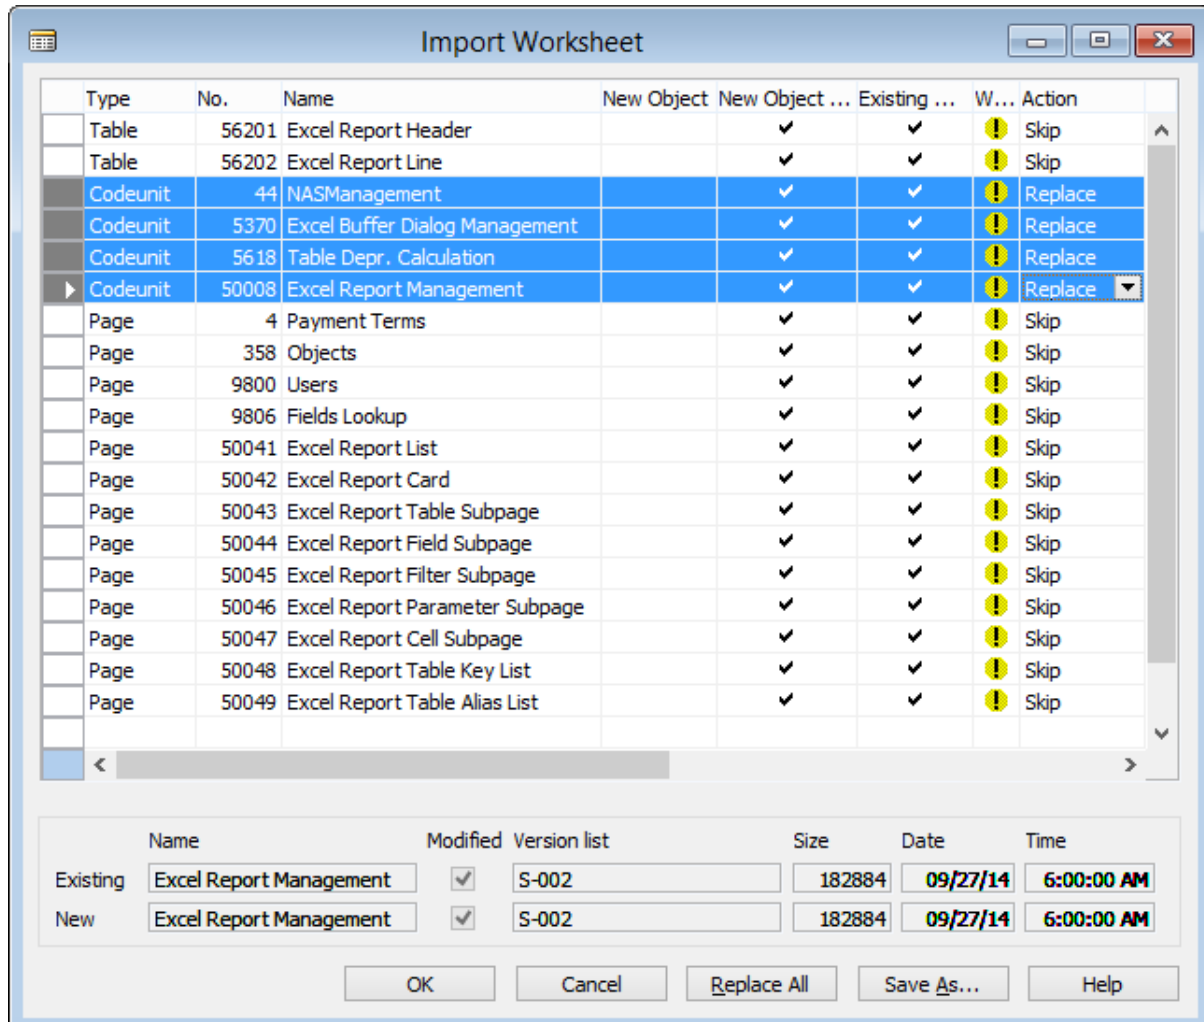 Import Worksheet
Type No. Name New Object New Object ... Existing ... W... Action
Table 56201 Excel Report Header Skip
Table 56202 Excel Report Line Skip
Codeunit 44 NASManagement Replace
Codeunit 5370 Excel Buffer Dialog Management Replace
Codeunit 5618 Table Depr. Calculation Replace
Codeunit 50008 Excel Report Management Replace
Page 4 Payment Terms Skip
Page 358 Objects Skip
Page 9800 Users Skip
Page 9806 Fields Lookup Skip
Page 50041 Excel Report List Skip
Page 50042 Excel Report Card Skip
Page 50043 Excel Report Table Subpage Skip
Page 50044 Excel Report Field Subpage Skip
Page 50045 Excel Report Filter Subpage Skip
Page 50046 Excel Report Parameter Subpage Skip
Page 50047 Excel Report Cell Subpage Skip
Page 50048 Excel Report Table Key List Skip
Page 50049 Excel Report Table Alias List Skip
Name Modified Version list Size Date Time
Existing Excel Report Management S-002 182884 09/27/14 6:00:00 AM
New Excel Report Management S-002 182884 09/27/14 6:00:00 AM
OK Cancel Replace All Save As... Help